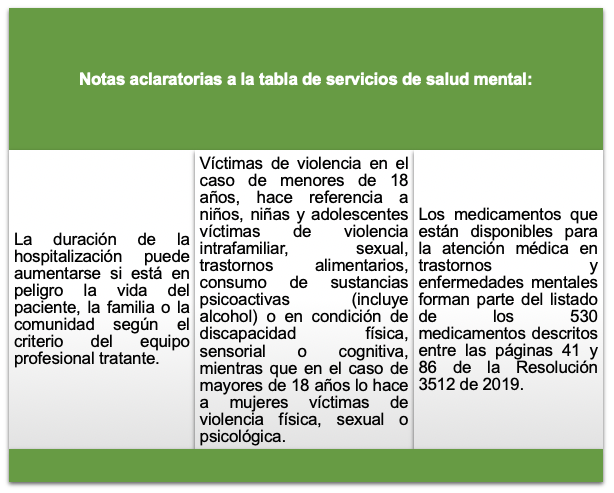 Notas aclaratorias a la tabla de servicios de salud mental:
La duración de la
hospitalización puede
aumentarse si está en
peligro la vida del
paciente, la familia o la
comunidad según el
criterio del equipo
profesional tratante.
Víctimas de violencia en el
caso de menores de 18
años, hace referencia a
niños, niñas y adolescentes
víctimas de violencia
intrafamiliar, sexual,
trastornos alimentarios,
consumo de sustancias
psicoactivas (incluye
alcohol) o en condición de
discapacidad física,
sensorial o cognitiva,
mientras que en el caso de
mayores de 18 años lo hace
a mujeres víctimas de
violencia física, sexual o
psicológica.
Los medicamentos que
están disponibles para
la atención médica en
trastornos y
enfermedades mentales
forman parte del listado
de los 530
medicamentos descritos
entre las páginas 41 y
86 de la Resolución
3512 de 2019.